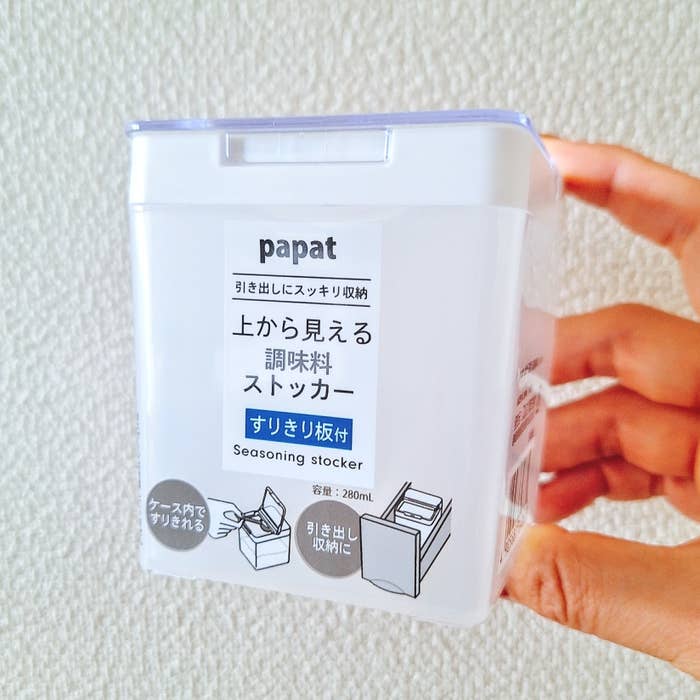 papat
引き出しにスッキリ収納
上から見える
調味料
ストッカー
すりきり板付
Seasoning stocker
容量：280mL
ケース内で
すりきれる
引き出し
収納に